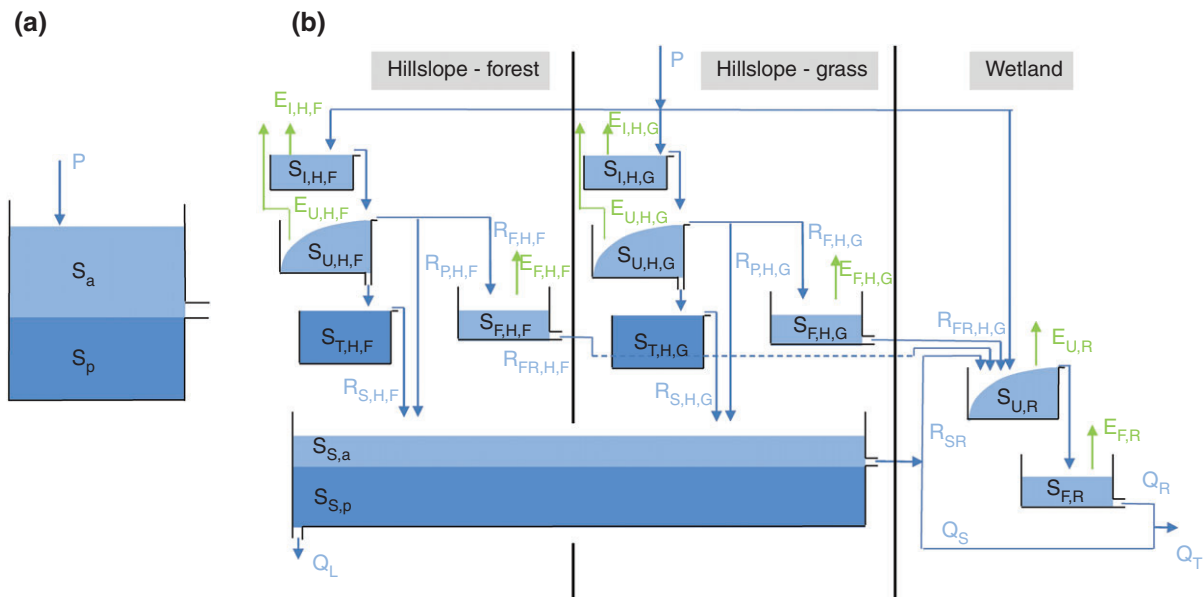 (a)
P
S_a
S_p
(b)
Hillslope - forest
Hillslope - grass
Wetland
P
E_I,H,F
E_I,H,G
S_I,H,F
S_I,H,G
E_U,H,F
E_U,H,G
S_U,H,F
S_U,H,G
R_F,H,F
R_P,H,F
E_F,H,F
R_F,H,G
R_P,H,G
E_F,H,G
S_T,H,F
S_F,H,F
S_T,H,G
S_F,H,G
R_FR,H,F
R_FR,H,G
E_U,R
R_S,H,F
R_S,H,G
S_U,R
S_S,a
R_SR
E_F,R
S_S,p
S_F,R
Q_R
Q_S
Q_L
Q_T